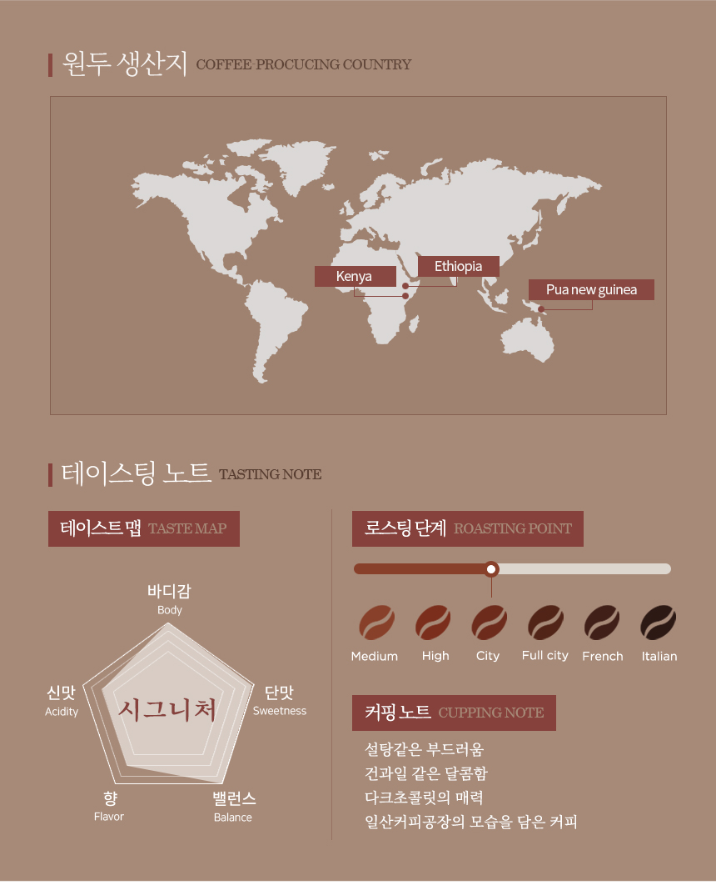 원두 생산지 COFFEE PROCUCING COUNTRY
Kenya
Ethiopia
Pua new guinea
테이스팅 노트 TASTING NOTE
테이스트 맵 TASTE MAP
바디감
Body
신맛
Acidity
시그니처
단맛
Sweetness
향
Flavor
밸런스
Balance
로스팅 단계 ROASTING POINT
Medium High City Full city French Italian
커핑 노트 CUPPING NOTE
설탕같은 부드러움
건과일 같은 달콤함
다크초콜릿의 매력
일산커피공장의 모습을 담은 커피